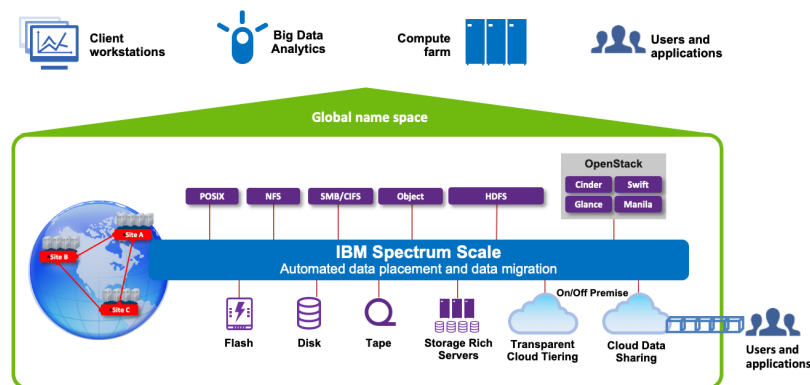 Client
workstations
Big Data
Analytics
Compute
farm
Users and
applications
Global name space
OpenStack
Cinder
Swift
Glance
Manila
POSIX
NFS
SMB/CIFS
Object
HDFS
Site A
Site B
Site C
IBM Spectrum Scale
Automated data placement and data migration
On/Off Premise
Flash
Disk
Tape
Storage Rich
Servers
Transparent
Cloud Tiering
Cloud Data
Sharing
Users and
applications